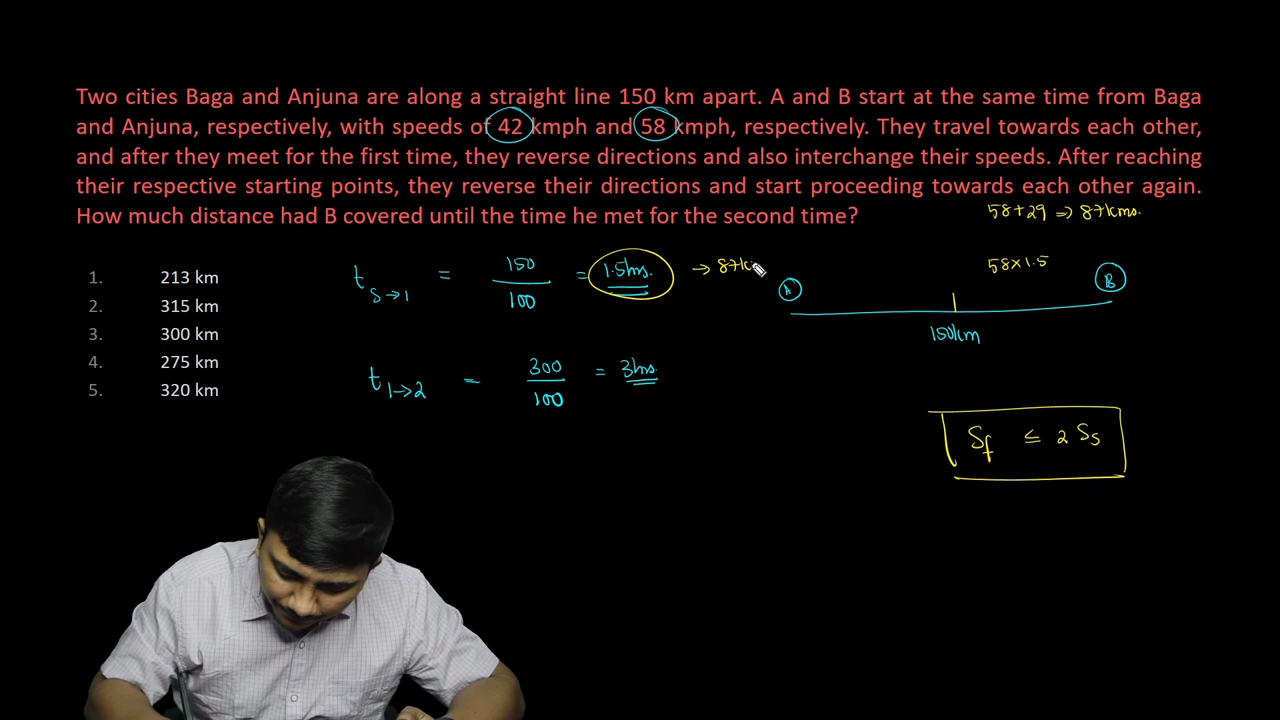 Two cities Baga and Anjuna are along a straight line 150 km apart. A and B start at the same time from Baga
and Anjuna, respectively, with speeds of 42 kmph and 58 kmph, respectively. They travel towards each other,
and after they meet for the first time, they reverse directions and also interchange their speeds. After reaching
their respective starting points, they reverse their directions and start proceeding towards each other again.
How much distance had B covered until the time he met for the second time?
58+29 ⇒ 87kms.
1. 213 km
2. 315 km
3. 300 km
4. 275 km
5. 320 km
t S→1 = 150/100 = 1.5hrs. → 87k
58×1.5
A B
150km
t 1→2 = 300/100 = 3hrs.
Sf ≤ 2 Ss